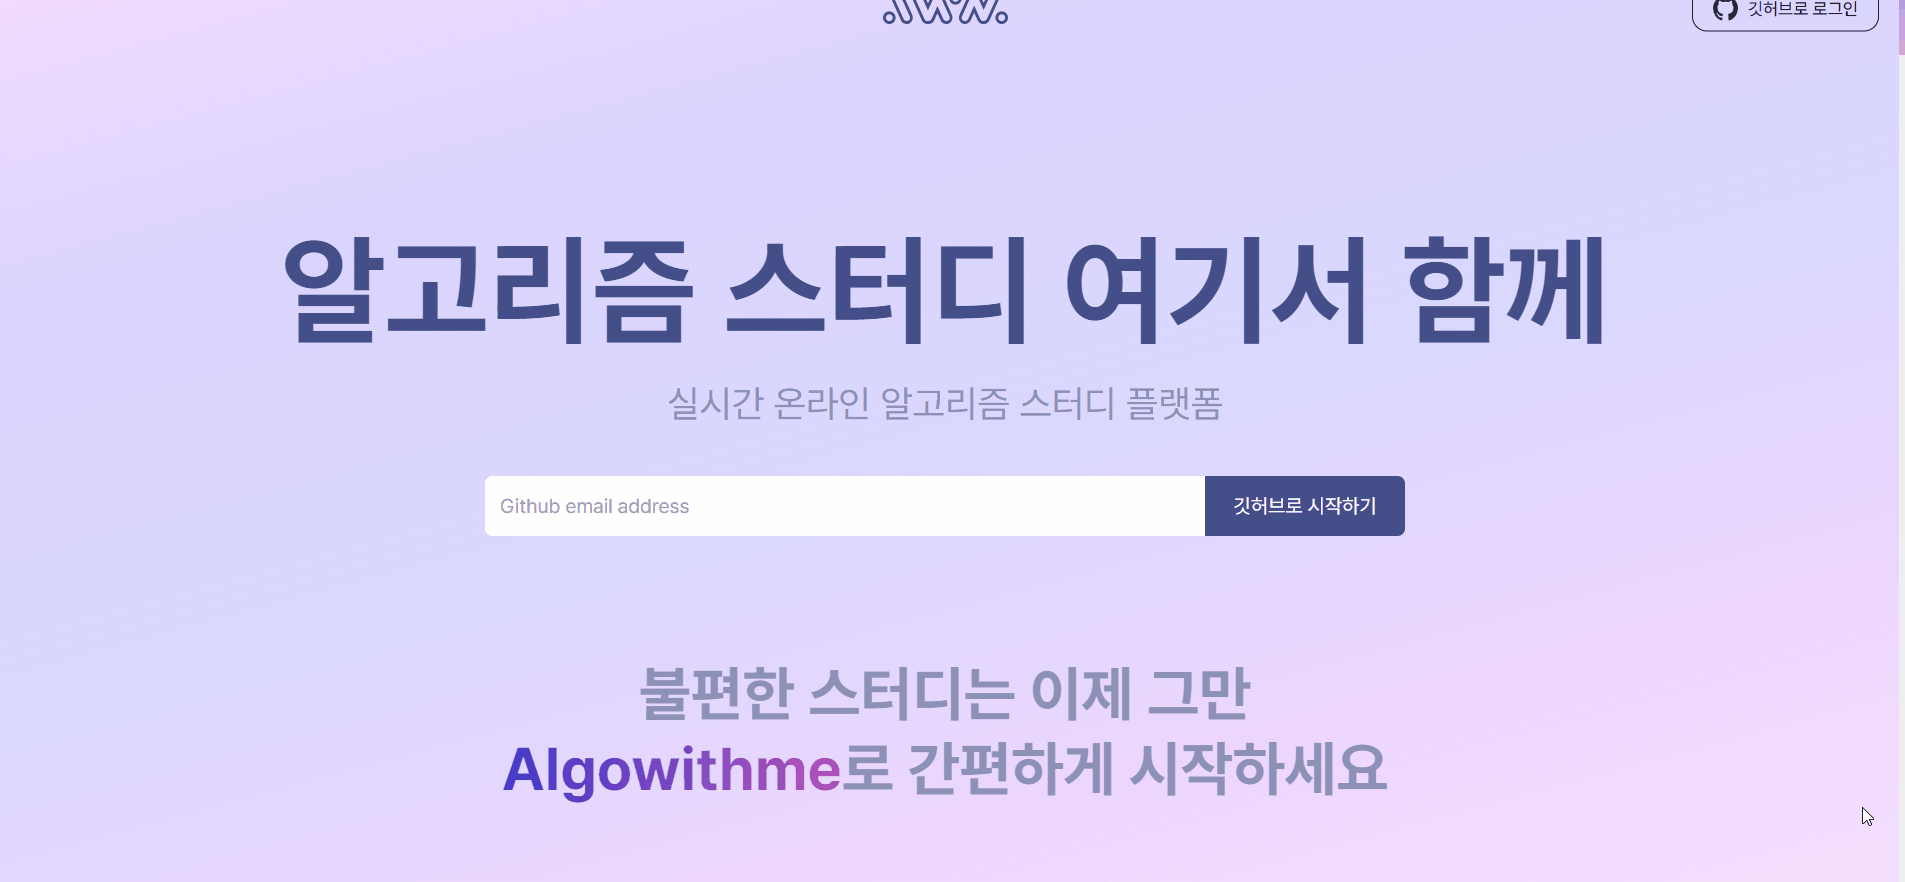 깃허브로 로그인
알고리즘 스터디 여기서 함께
실시간 온라인 알고리즘 스터디 플랫폼
Github email address
깃허브로 시작하기
불편한 스터디는 이제 그만
Algowithme로 간편하게 시작하세요